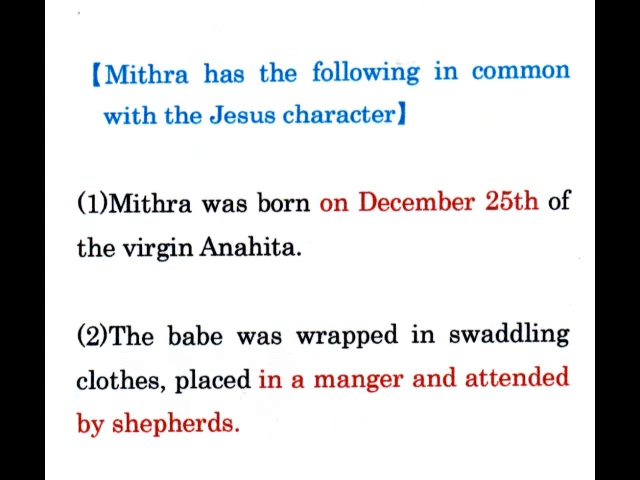 【Mithra has the following in common
with the Jesus character】
(1)Mithra was born on December 25th of
the virgin Anahita.
(2)The babe was wrapped in swaddling
clothes, placed in a manger and attended
by shepherds.